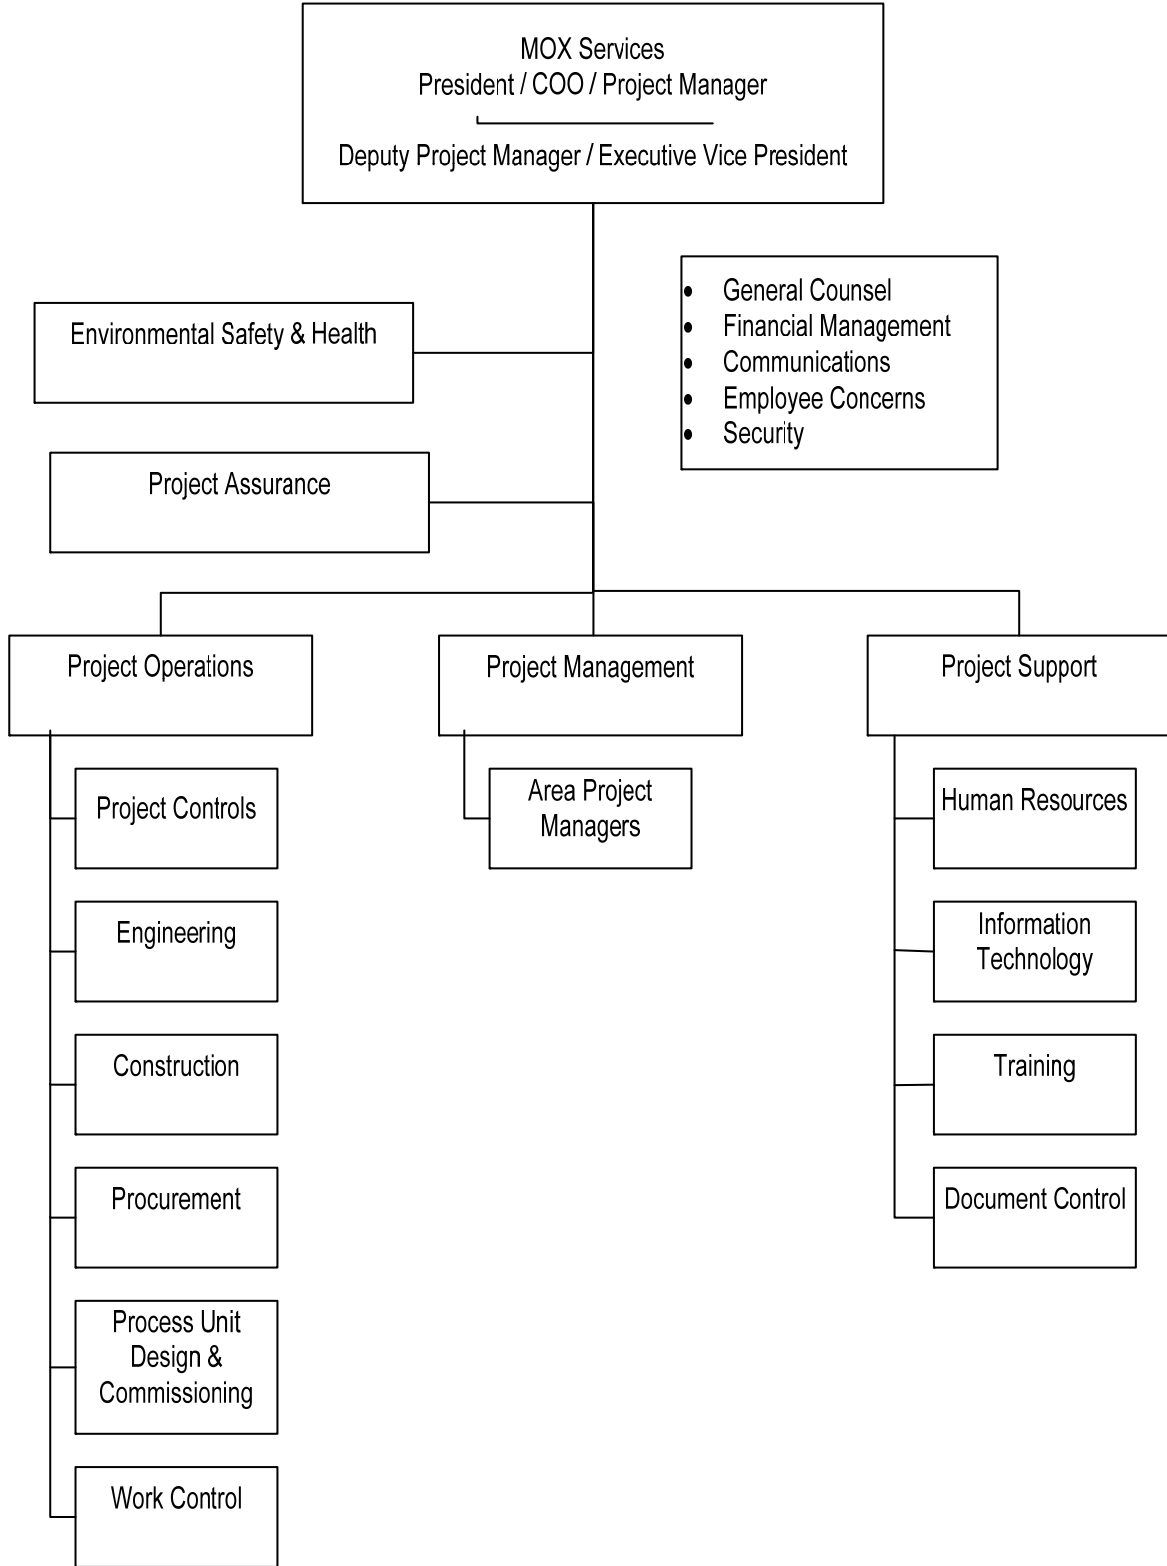 MOX Services
President / COO / Project Manager
Deputy Project Manager / Executive Vice President
• General Counsel
• Financial Management
• Communications
• Employee Concerns
• Security
Environmental Safety & Health
Project Assurance
Project Operations
Project Management
Project Support
Project Controls
Engineering
Construction
Procurement
Process Unit
Design &
Commissioning
Work Control
Area Project
Managers
Human Resources
Information
Technology
Training
Document Control